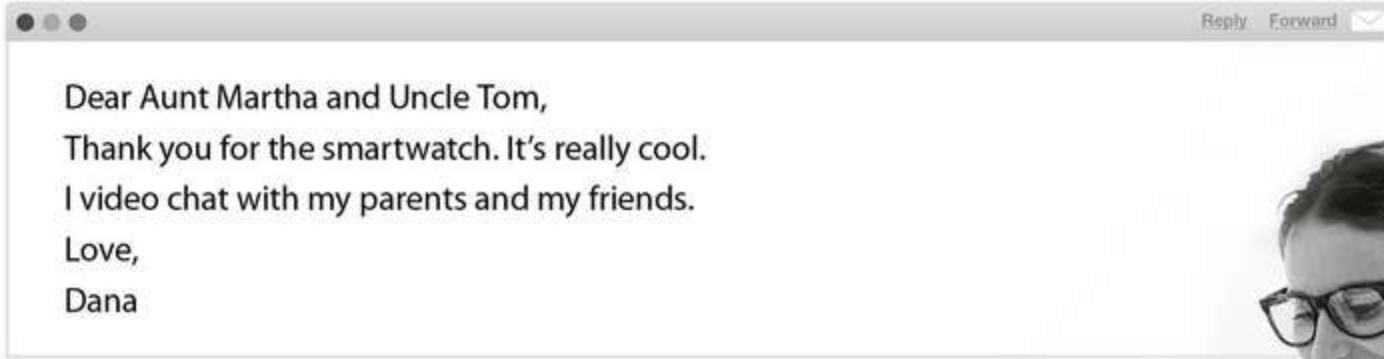 Reply Forward
Dear Aunt Martha and Uncle Tom,
Thank you for the smartwatch. It's really cool.
I video chat with my parents and my friends.
Love,
Dana